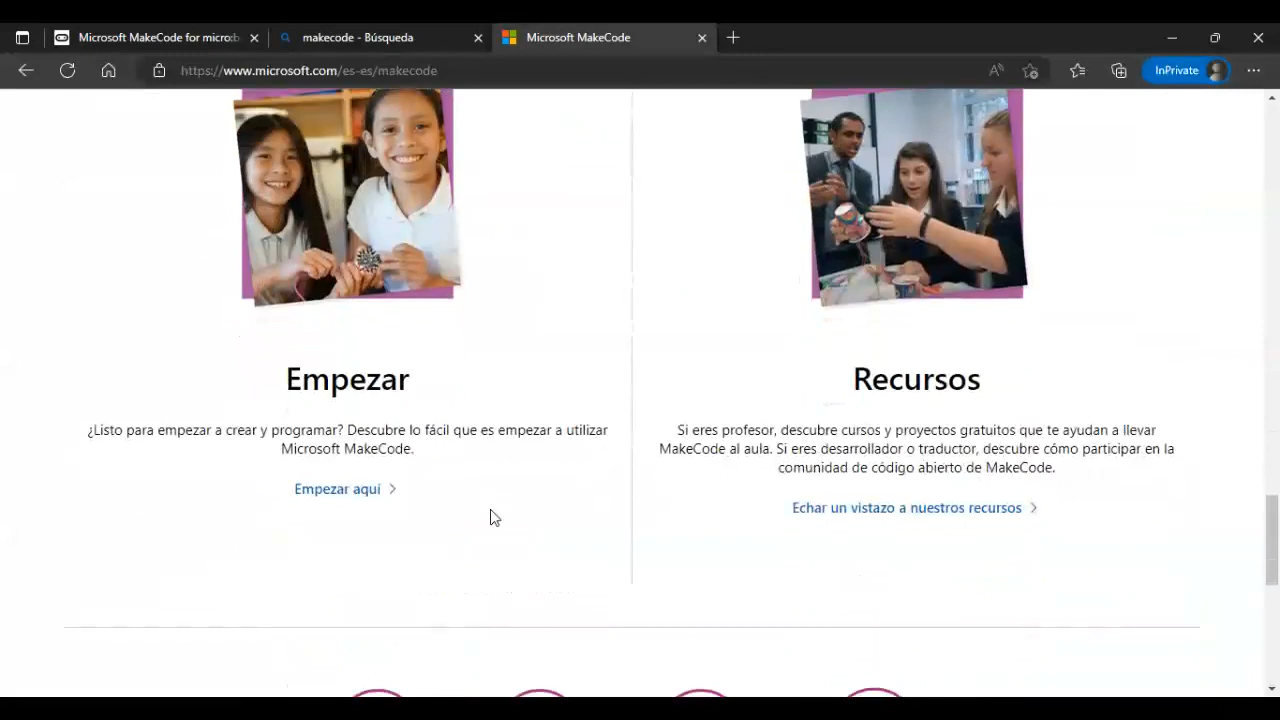 Microsoft MakeCode for micro:b
makecode - Búsqueda
Microsoft MakeCode
https://www.microsoft.com/es-es/makecode
InPrivate
Empezar
¿Listo para empezar a crear y programar? Descubre lo fácil que es empezar a utilizar
Microsoft MakeCode.
Empezar aquí
Recursos
Si eres profesor, descubre cursos y proyectos gratuitos que te ayudan a llevar
MakeCode al aula. Si eres desarrollador o traductor, descubre cómo participar en la
comunidad de código abierto de MakeCode.
Echar un vistazo a nuestros recursos